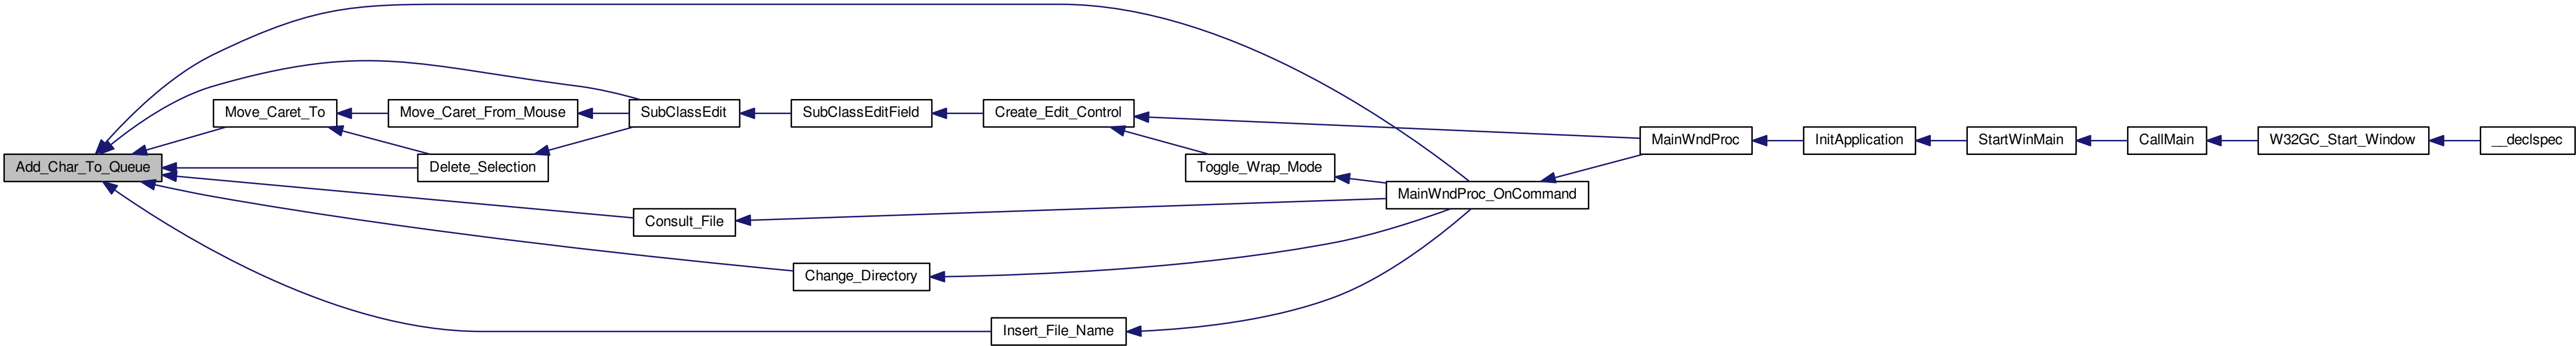 Add_Char_To_Queue
Move_Caret_To
Move_Caret_From_Mouse
SubClassEdit
SubClassEditField
Create_Edit_Control
Delete_Selection
Toggle_Wrap_Mode
MainWndProc_OnCommand
MainWndProc
InitApplication
StartWinMain
CallMain
W32GC_Start_Window
__declspec
Consult_File
Change_Directory
Insert_File_Name